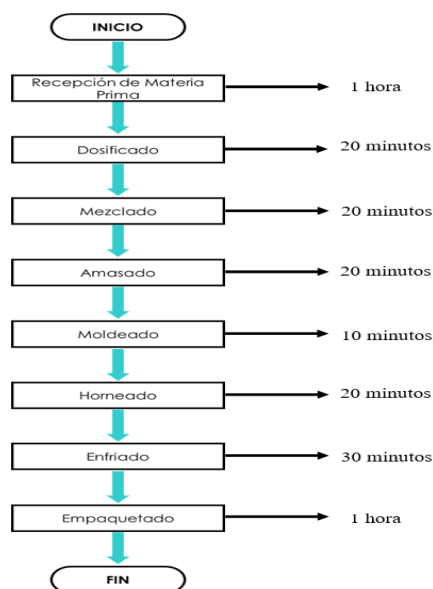 INICIO
Recepción de Materia
Prima
1 hora
Dosificado
20 minutos
Mezclado
20 minutos
Amasado
20 minutos
Moldeado
10 minutos
Horneado
20 minutos
Enfriado
30 minutos
Empaquetado
1 hora
FIN